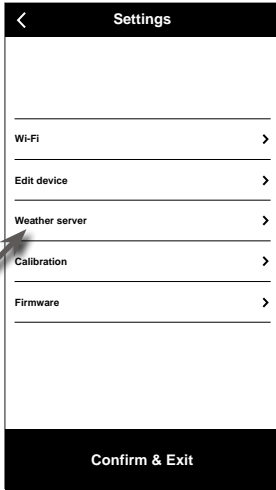 Settings
Wi-Fi
Edit device
Weather server
Calibration
Firmware
Confirm & Exit